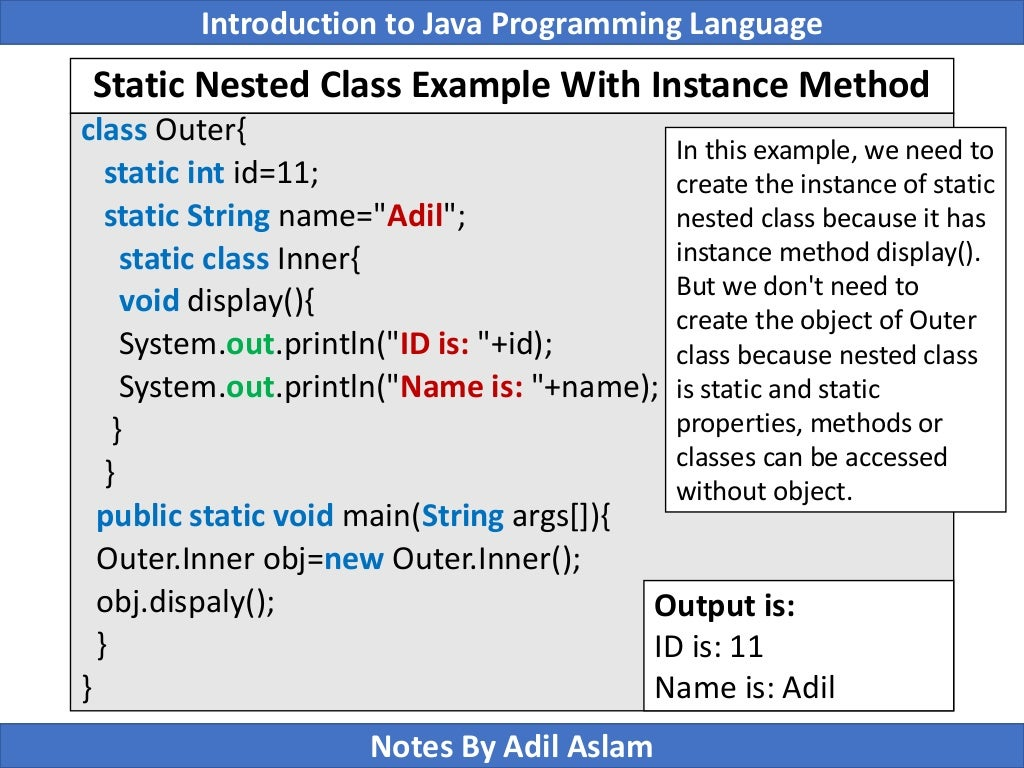 Introduction to Java Programming Language
Static Nested Class Example With Instance Method
class Outer{
static int id=11;
static String name="Adil";
static class Inner{
void display(){
System.out.println("ID is: "+id);
System.out.println("Name is: "+name);
}
}
public static void main(String args[]){
Outer.Inner obj=new Outer.Inner();
obj.dispaly();
}
}
In this example, we need to
create the instance of static
nested class because it has
instance method display().
But we don't need to
create the object of Outer
class because nested class
is static and static
properties, methods or
classes can be accessed
without object.
Output is:
ID is: 11
Name is: Adil
Notes By Adil Aslam